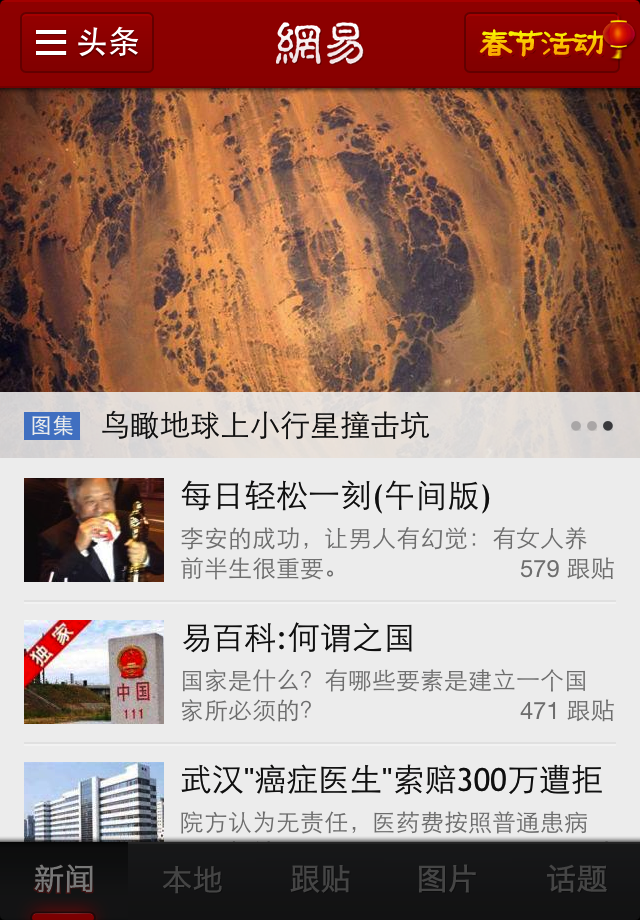 头条
網易
春节活动
图集 鸟瞰地球上小行星撞击坑
每日轻松一刻(午间版)
李安的成功，让男人有幻觉：有女人养
前半生很重要。 579 跟贴
独家
中国
111
易百科:何谓之国
国家是什么？有哪些要素是建立一个国
家所必须的？ 471 跟贴
武汉"癌症医生"索赔300万遭拒
院方认为无责任，医药费按照普通患病
新闻 本地 跟贴 图片 话题